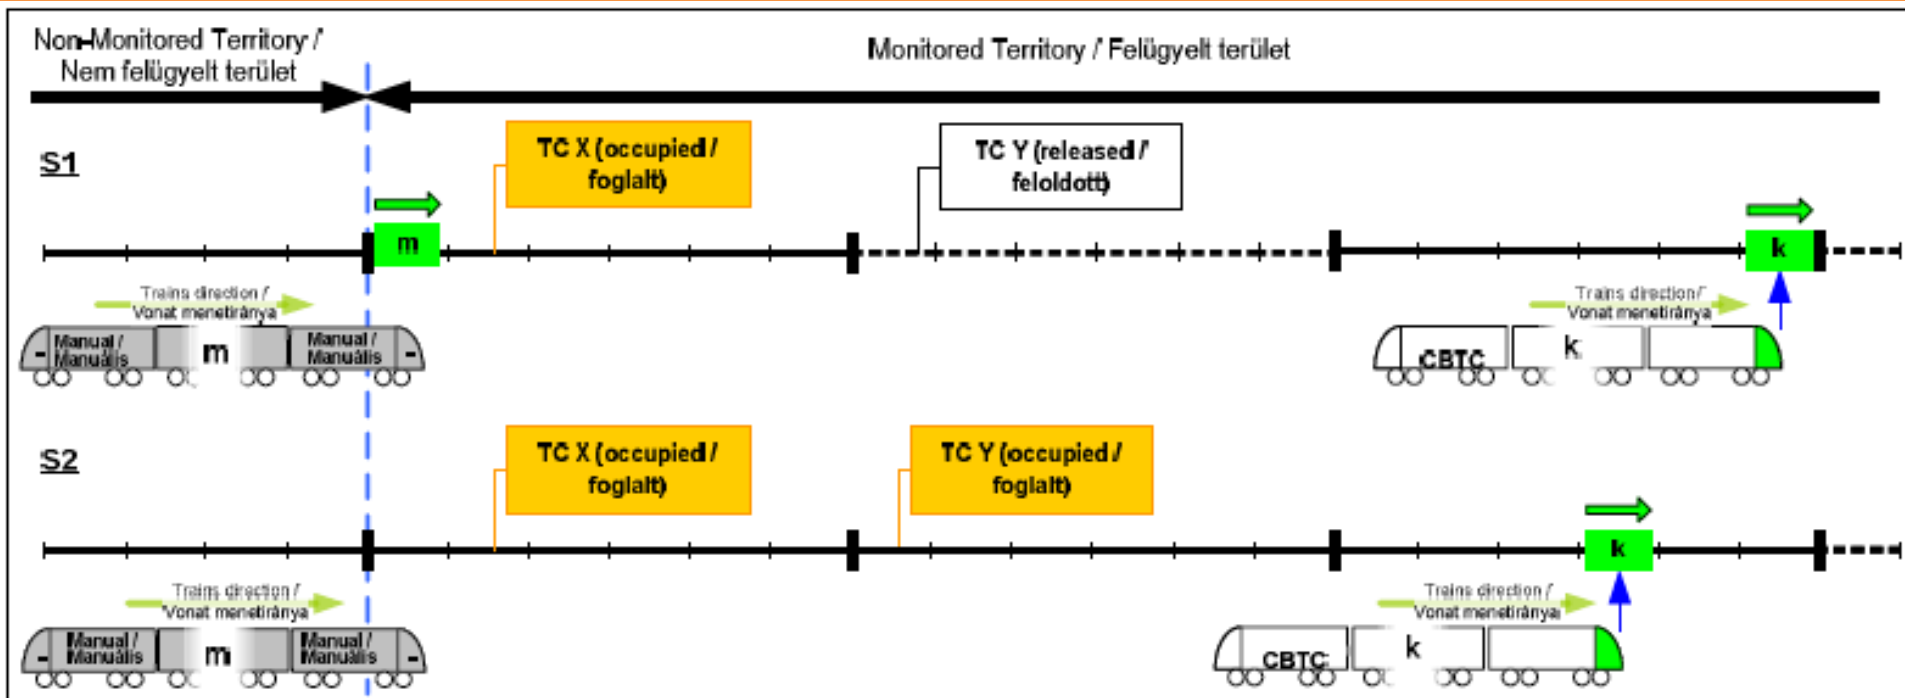 Non-Monitored Territory /
Nem felügyelt terület
Monitored Territory / Felügyelt terület
S1
TC X (occupied /
foglalt)
TC Y (released /
feloldott)
m
k
Trains direction /
Vonat menetiránya
Manual /
Manuális
m
Manual /
Manuális
Trains direction /
Vonat menetiránya
CBTC
k
S2
TC X (occupied /
foglalt)
TC Y (occupied /
foglalt)
k
Trains direction /
Vonat menetiránya
Manual /
Manuális
m
Manual /
Manuális
Trains direction /
Vonat menetiránya
CBTC
k